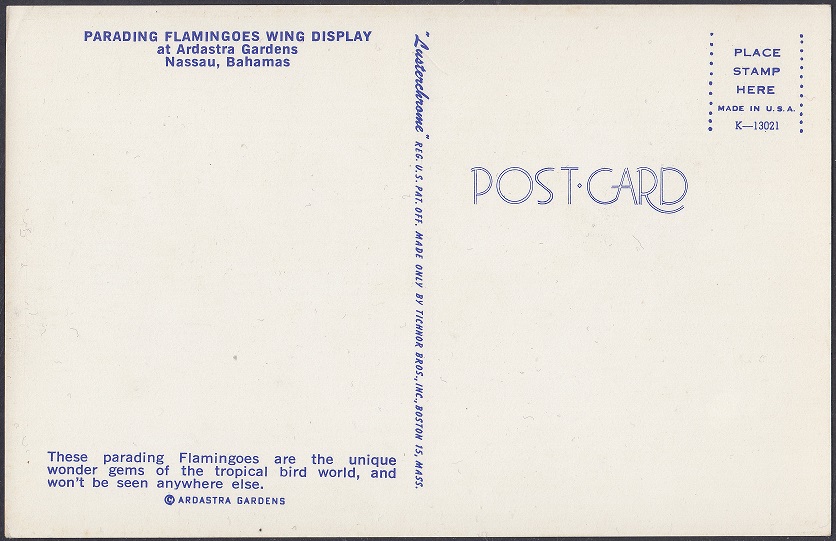 PARADING FLAMINGOES WING DISPLAY
at Ardastra Gardens
Nassau, Bahamas
These parading Flamingoes are the unique
wonder gems of the tropical bird world, and
won't be seen anywhere else.
© ARDASTRA GARDENS
"Lusterchrome" REG. U.S. PAT. OFF. MADE ONLY BY TICHNOR BROS., INC., BOSTON 15, MASS.
POST·CARD
PLACE
STAMP
HERE
MADE IN U.S.A.
K—13021